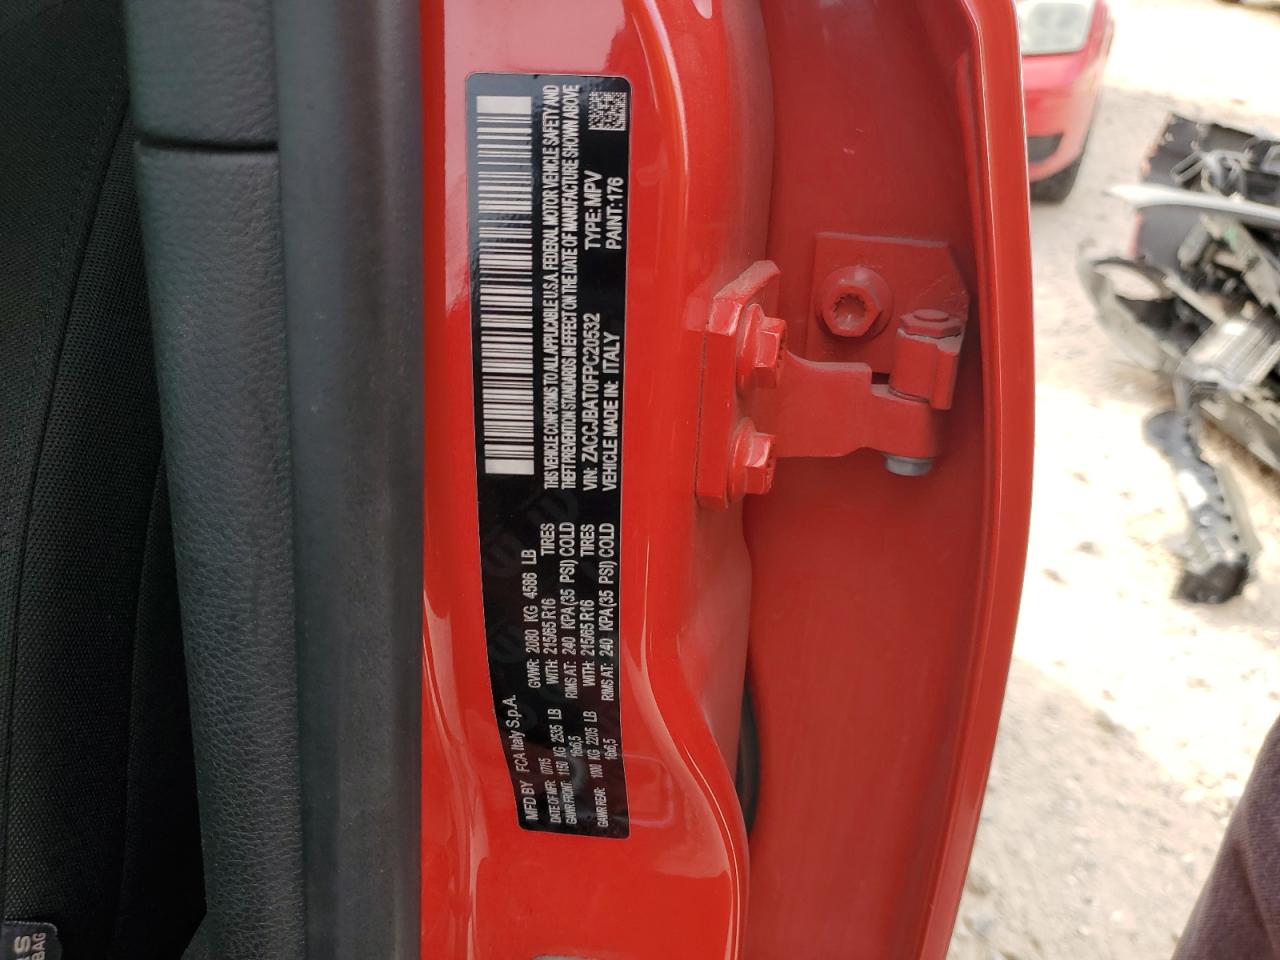 MFD BY FCA Italy S.p.A.
DATE OF MFR: 07/15 GVWR: 2080 KG 4586 LB
GAWR FRONT: 1150 KG 2535 LB WITH: 215/65 R16 TIRES
16x6,5 RIMS AT: 240 KPA(35 PSI) COLD
GAWR REAR: 1000 KG 2205 LB WITH: 215/65 R16 TIRES
16x6,5 RIMS AT: 240 KPA(35 PSI) COLD
THIS VEHICLE CONFORMS TO ALL APPLICABLE U.S.A. FEDERAL MOTOR VEHICLE SAFETY AND
THEFT PREVENTION STANDARDS IN EFFECT ON THE DATE OF MANUFACTURE SHOWN ABOVE
VIN: ZACCJBAT0FPC20532 TYPE: MPV
VEHICLE MADE IN: ITALY PAINT:176